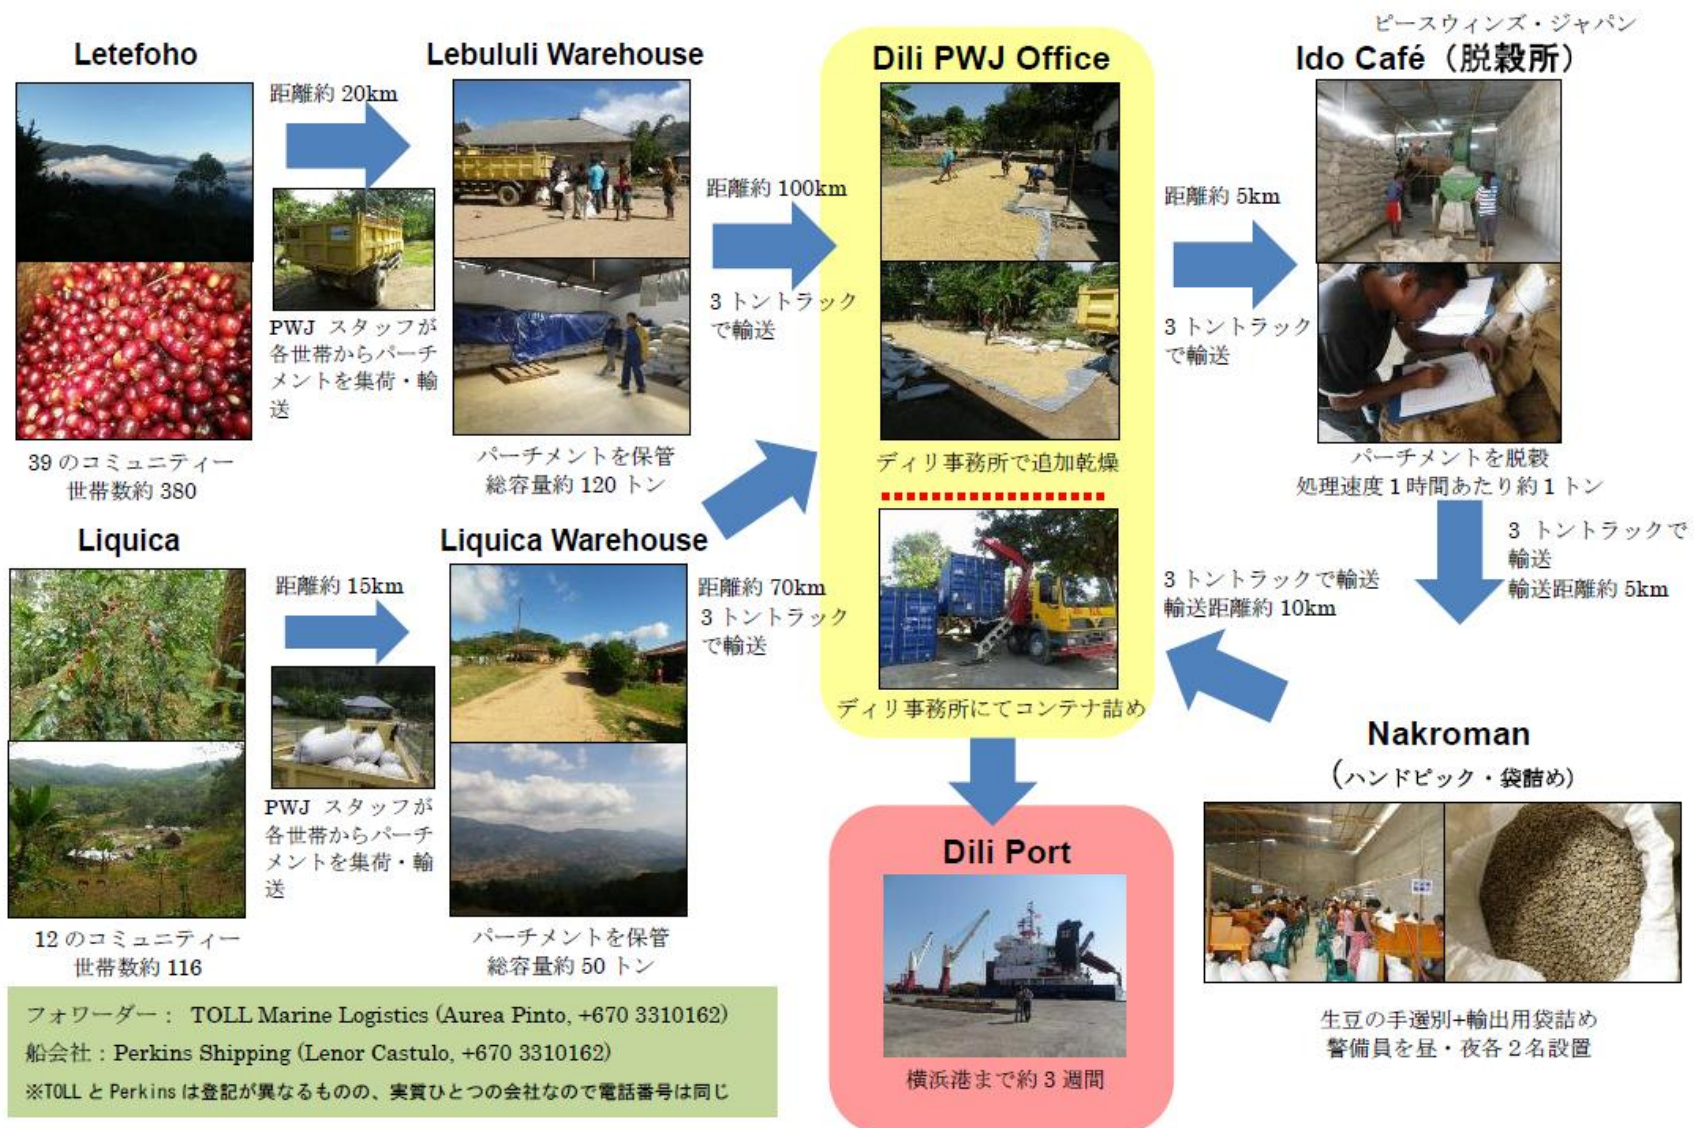 ピースウィンズ・ジャパン
Letefoho
Lebululi Warehouse
Dili PWJ Office
Ido Café（脱穀所）
距離約 20km
PWJ スタッフが
各世帯からパーチ
メントを集荷・輸
送
39 のコミュニティー
世帯数約 380
パーチメントを保管
総容量約 120 トン
距離約 100km
3 トントラック
で輸送
ディリ事務所で追加乾燥
距離約 5km
3 トントラック
で輸送
パーチメントを脱穀
処理速度 1 時間あたり約 1 トン
Liquica
Liquica Warehouse
距離約 15km
PWJ スタッフが
各世帯からパーチ
メントを集荷・輸
送
12 のコミュニティー
世帯数約 116
パーチメントを保管
総容量約 50 トン
距離約 70km
3 トントラック
で輸送
ディリ事務所にてコンテナ詰め
3 トントラックで
輸送
輸送距離約 5km
3 トントラックで輸送
輸送距離約 10km
Nakroman
（ハンドピック・袋詰め）
生豆の手選別+輸出用袋詰め
警備員を昼・夜各 2 名設置
Dili Port
横浜港まで約 3 週間
フォワーダー： TOLL Marine Logistics (Aurea Pinto, +670 3310162)
船会社：Perkins Shipping (Lenor Castulo, +670 3310162)
※TOLL と Perkins は登記が異なるものの、実質ひとつの会社なので電話番号は同じ